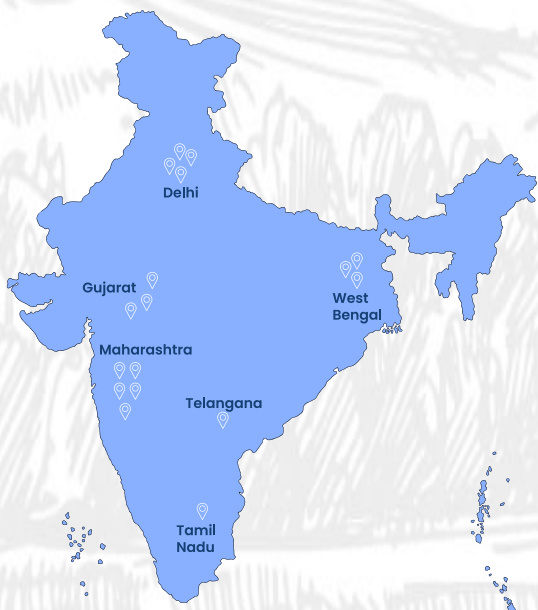 Delhi
Gujarat
West
Bengal
Maharashtra
Telangana
Tamil
Nadu